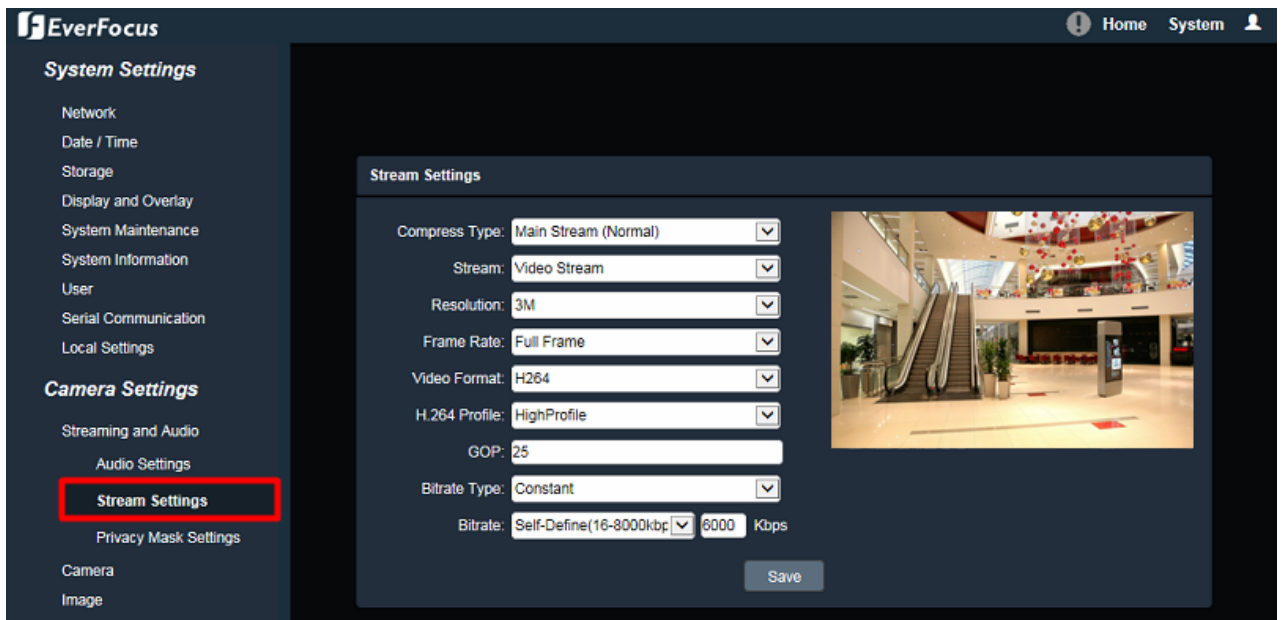 EverFocus
Home System
System Settings
Network
Date / Time
Storage
Display and Overlay
System Maintenance
System Information
User
Serial Communication
Local Settings
Camera Settings
Streaming and Audio
Audio Settings
Stream Settings
Privacy Mask Settings
Camera
Image
Stream Settings
Compress Type: Main Stream (Normal)
Stream: Video Stream
Resolution: 3M
Frame Rate: Full Frame
Video Format: H264
H.264 Profile: HighProfile
GOP: 25
Bitrate Type: Constant
Bitrate: Self-Define(16-8000kbp 6000 Kbps
Save